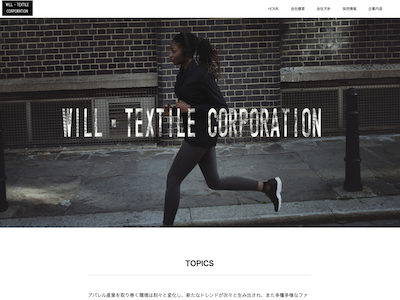 WILL - TEXTILE
CORPORATION
HOME 会社概要 会社方針 採用情報 企業内容
WILL - TEXTILE CORPORATION
TOPICS
アパレル産業を取り巻く環境は刻々と変化し、新たなトレンドが次々と生み出され、また多種多様なファ